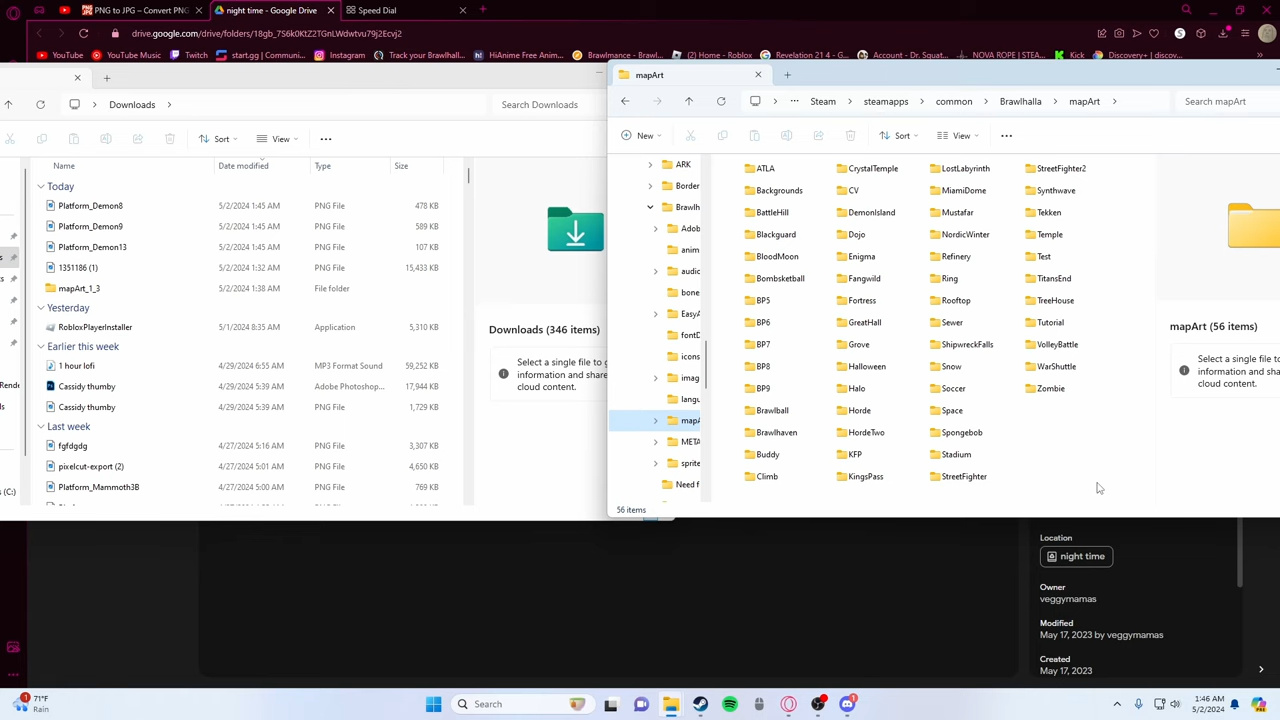 PNG to JPG – Convert PNG
night time - Google Drive
Speed Dial
drive.google.com/drive/folders/18gb_7S6k0KtZ2TGnLWdwtvu79j2Ecvj2
YouTube
Music
Twitch
start.gg | Communiti
Instagram
Track your Brawlhall
HiAnime Free Anime
Brawlmance - Brawlh
(2) Home - Roblox
Revelation 21 4 - G
Account - Dr. Squat
NOVA ROPE | STEA
Kick
Discovery+ | discov
mapArt
Downloads
Search Downloads
Steam
steamapps
common
Brawlhalla
mapArt
Search mapArt
Sort
View
New
Sort
View
Name
Date modified
Type
Size
Today
Platform_Demon8 5/2/2024 1:45 AM PNG File 478 KB
Platform_Demon9 5/2/2024 1:45 AM PNG File 589 KB
Platform_Demon13 5/2/2024 1:45 AM PNG File 107 KB
1351186 (1) 5/2/2024 1:32 AM PNG File 15,433 KB
mapArt_1_3 5/2/2024 1:38 AM File folder
Yesterday
RobloxPlayerInstaller 5/1/2024 8:35 AM Application 5,310 KB
Earlier this week
1 hour lofi 4/29/2024 6:55 AM MP3 Format Sound 59,252 KB
Cassidy thumby 4/29/2024 5:39 AM Adobe Photoshop... 17,944 KB
Cassidy thumby 4/29/2024 5:39 AM PNG File 1,729 KB
Last week
fgfdgdg 4/27/2024 5:16 AM PNG File 3,307 KB
pixelcut-export (2) 4/27/2024 5:01 AM PNG File 4,650 KB
Platform_Mammoth3B 4/27/2024 5:00 AM PNG File 769 KB
Downloads (346 items)
Select a single file to g
information and share
cloud content.
ARK
Border
Brawlh
Adob
anim
audio
bone
EasyA
fontD
icons
imag
langu
mapA
META
sprite
Need f
ATLA
Backgrounds
BattleHill
Blackguard
BloodMoon
Bombsketball
BP5
BP6
BP7
BP8
BP9
Brawlball
Brawlhaven
Buddy
Climb
CrystalTemple
CV
DemonIsland
Dojo
Enigma
Fangwild
Fortress
GreatHall
Grove
Halloween
Halo
Horde
HordeTwo
KFP
KingsPass
LostLabyrinth
MiamiDome
Mustafar
NordicWinter
Refinery
Ring
Rooftop
Sewer
ShipwreckFalls
Snow
Soccer
Space
Spongebob
Stadium
StreetFighter
StreetFighter2
Synthwave
Tekken
Temple
Test
TitansEnd
TreeHouse
Tutorial
VolleyBattle
WarShuttle
Zombie
mapArt (56 items)
Select a single file
information and sh
cloud content.
56 items
Location
night time
Owner
veggymamas
Modified
May 17, 2023 by veggymamas
Created
May 17, 2023
71°F
Rain
Search
1:46 AM
5/2/2024